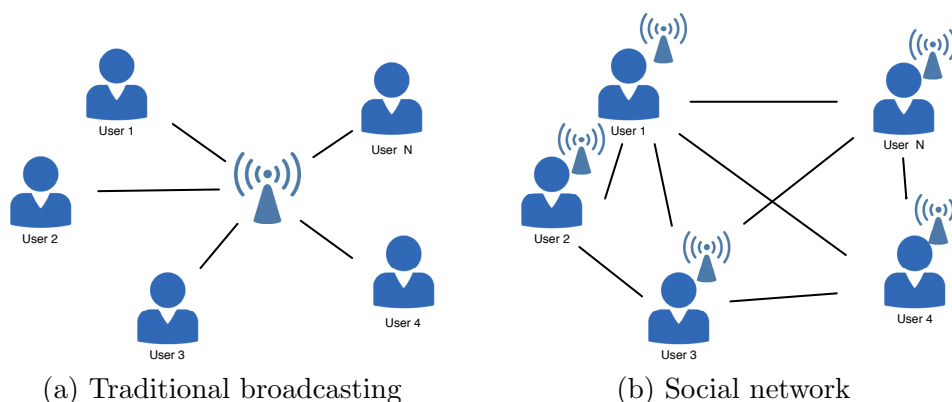 User 1
User N
User 2
User 3
User 4
(a) Traditional broadcasting
User 1
User N
User 2
User 3
User 4
(b) Social network